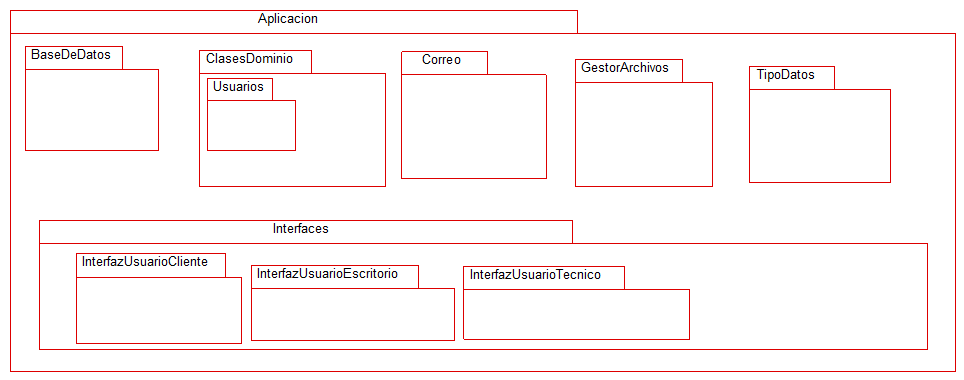 Aplicacion
BaseDeDatos
ClasesDominio
Usuarios
Correo
GestorArchivos
TipoDatos
Interfaces
InterfazUsuarioCliente
InterfazUsuarioEscritorio
InterfazUsuarioTecnico